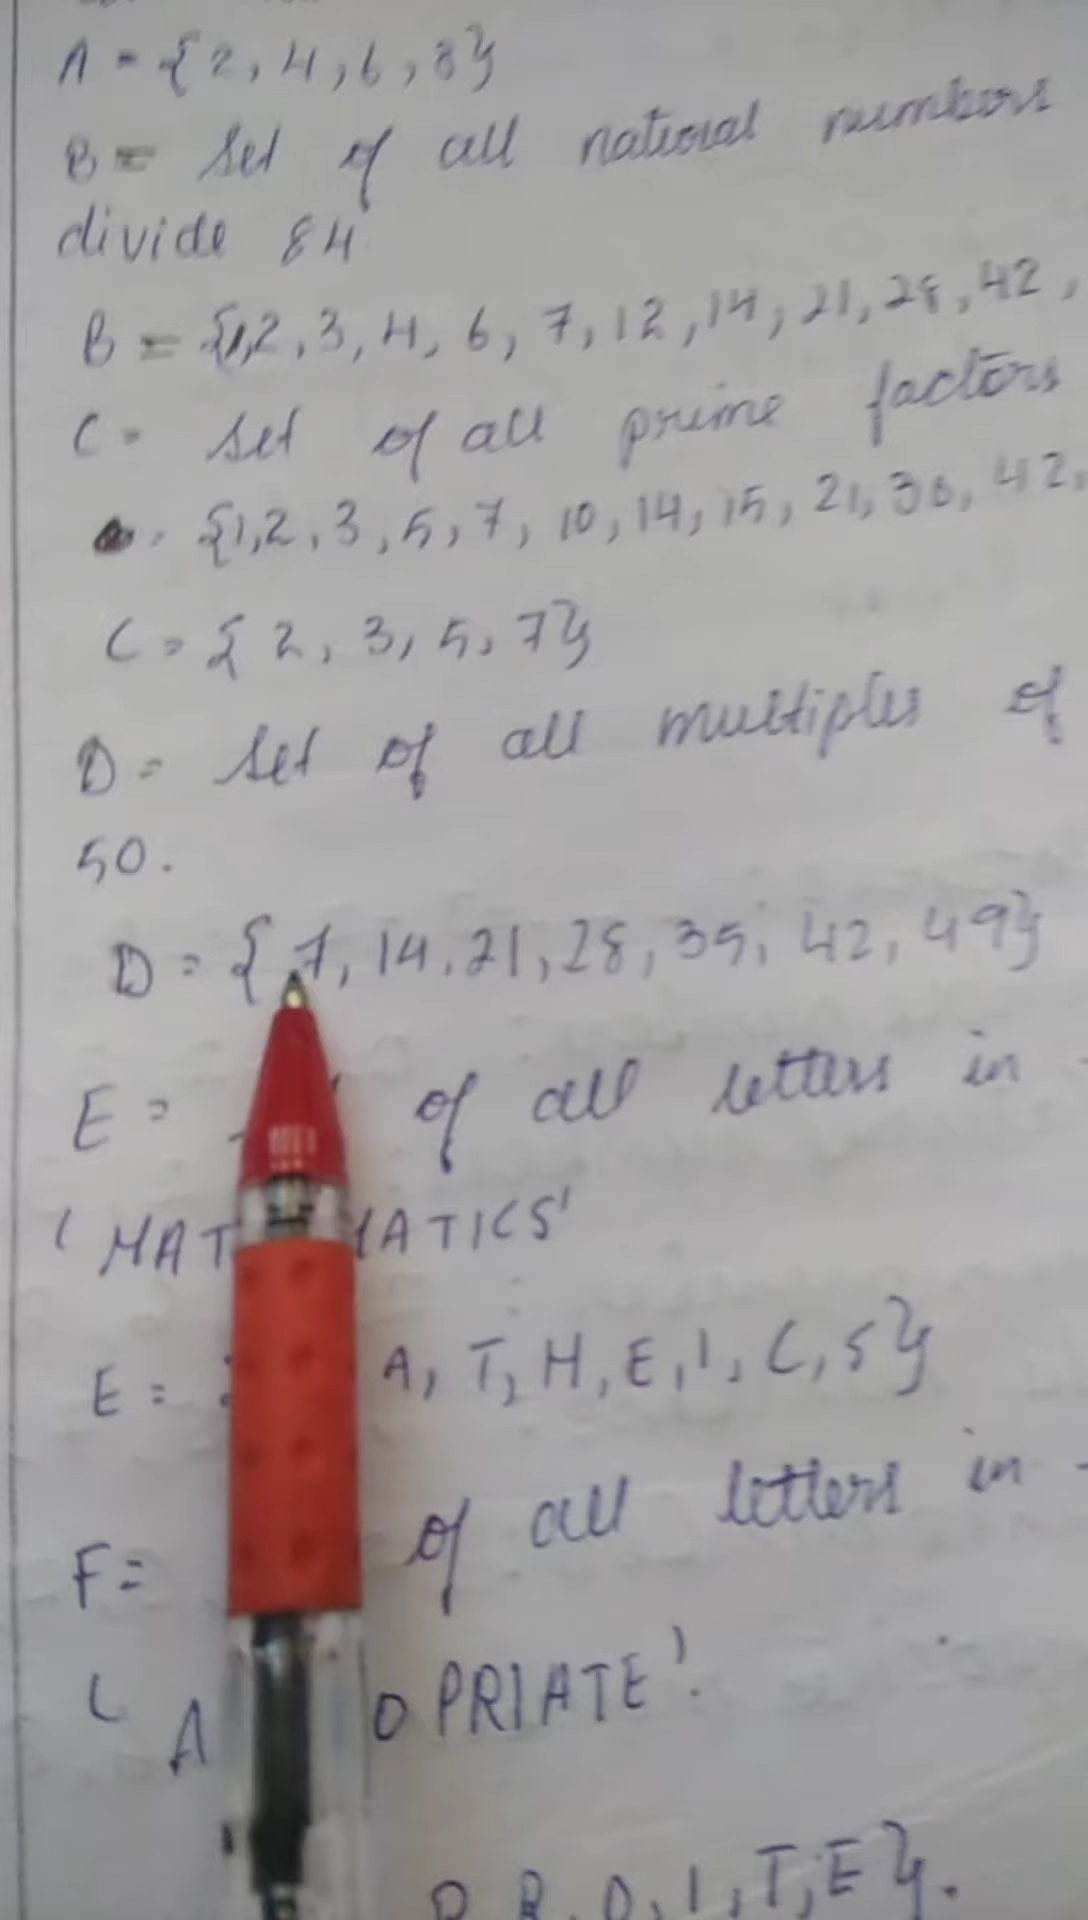 A = {2, 4, 6, 8}
B = set of all natural numbers
divide 84
B = {1,2, 3, 4, 6, 7, 12, 14, 21, 28, 42,
C = set of all prime factors
= {1,2, 3, 5, 7, 10, 14, 15, 21, 30, 42,
C = { 2, 3, 5, 7}
D = set of all multiples of
50.
D = { 7, 14, 21, 28, 35, 42, 49}
E = of all letters in
'MAT MATICS'
E = A, T, H, E, I, C, S}
F = of all letters in
' A OPRIATE'.
P, R, O, I, T, E}.